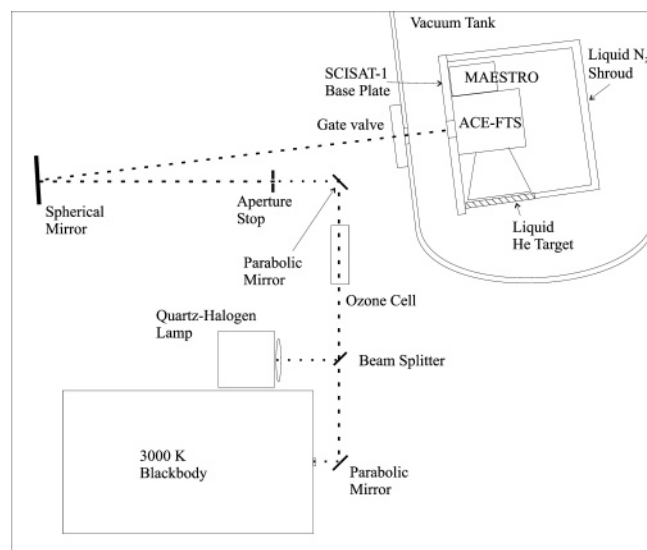 Vacuum Tank
Liquid N₂
Shroud
SCISAT-1
Base Plate
MAESTRO
ACE-FTS
Gate valve
Spherical
Mirror
Aperture
Stop
Parabolic
Mirror
Liquid
He Target
Ozone Cell
Quartz-Halogen
Lamp
Beam Splitter
3000 K
Blackbody
Parabolic
Mirror